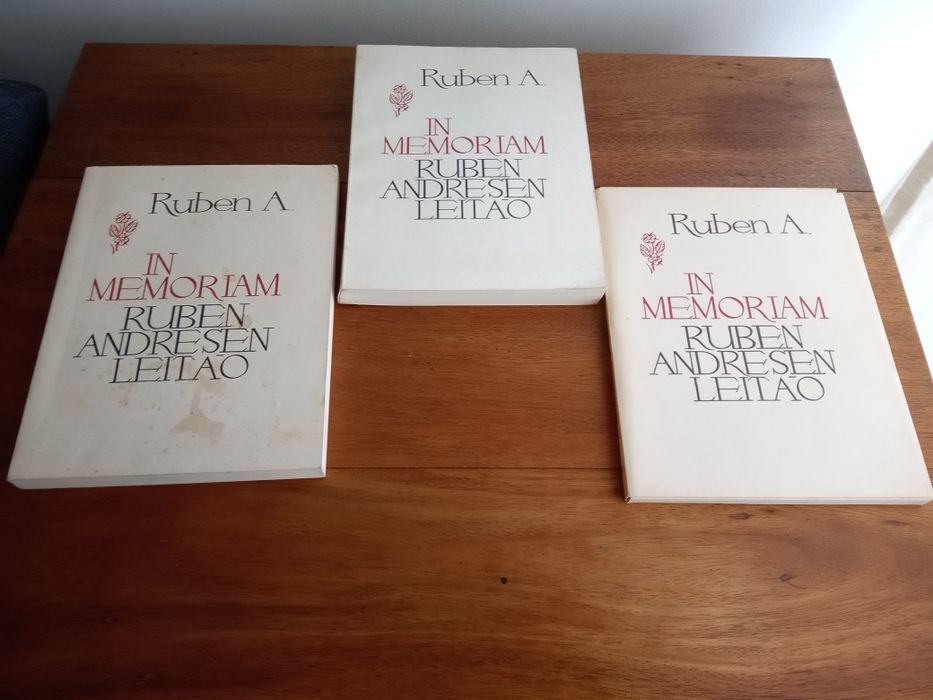 Ruben A.
IN
MEMORIAM
RUBEN
ANDRESEN
LEITÃO
Ruben A.
IN
MEMORIAM
RUBEN
ANDRESEN
LEITÃO
Ruben A.
IN
MEMORIAM
RUBEN
ANDRESEN
LEITÃO